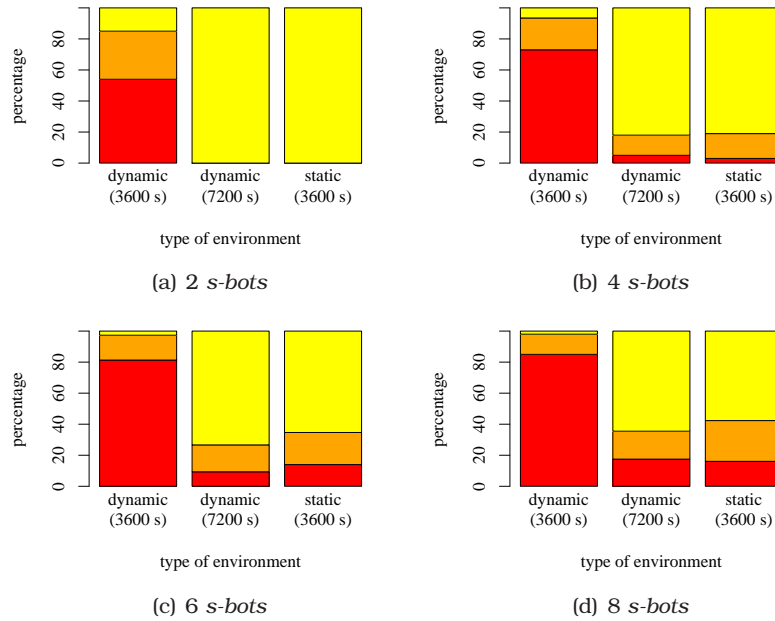 percentage
0 20 40 60 80
dynamic (3600 s)
dynamic (7200 s)
static (3600 s)
type of environment
(a) 2 s-bots
percentage
0 20 40 60 80
dynamic (3600 s)
dynamic (7200 s)
static (3600 s)
type of environment
(b) 4 s-bots
percentage
0 20 40 60 80
dynamic (3600 s)
dynamic (7200 s)
static (3600 s)
type of environment
(c) 6 s-bots
percentage
0 20 40 60 80
dynamic (3600 s)
dynamic (7200 s)
static (3600 s)
type of environment
(d) 8 s-bots